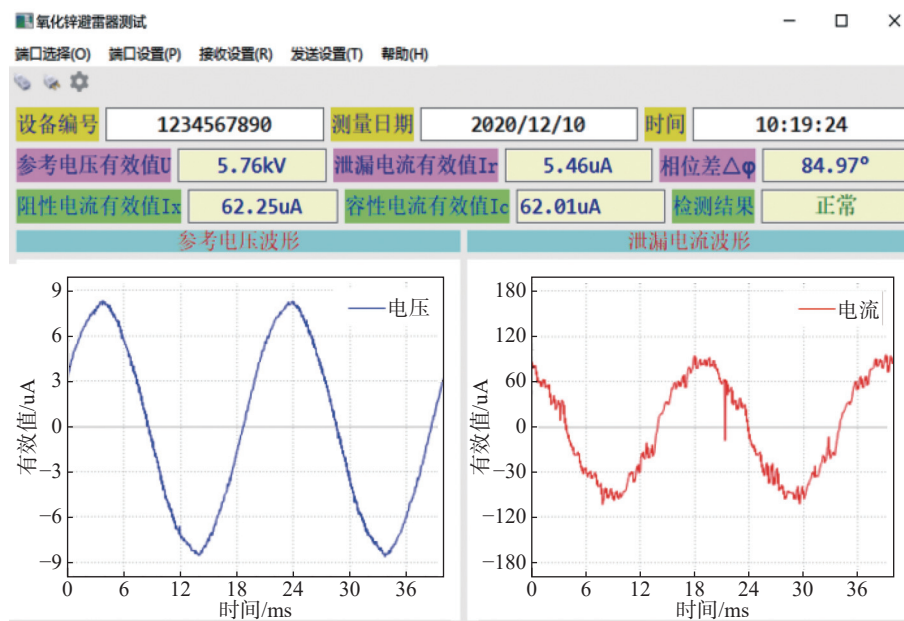 氧化锌避雷器测试
端口选择(O) 端口设置(P) 接收设置(R) 发送设置(T) 帮助(H)
设备编号 1234567890 测量日期 2020/12/10 时间 10:19:24
参考电压有效值U 5.76kV 泄漏电流有效值Ir 5.46uA 相位差△φ 84.97°
阻性电流有效值Ix 62.25uA 容性电流有效值Ic 62.01uA 检测结果 正常
参考电压波形 泄漏电流波形
9
6
3
0
−3
−6
−9
有效值/uA
电压
0 6 12 18 24 30 36
时间/ms
180
120
60
0
−30
−120
−180
有效值/uA
电流
0 6 12 18 24 30 36
时间/ms